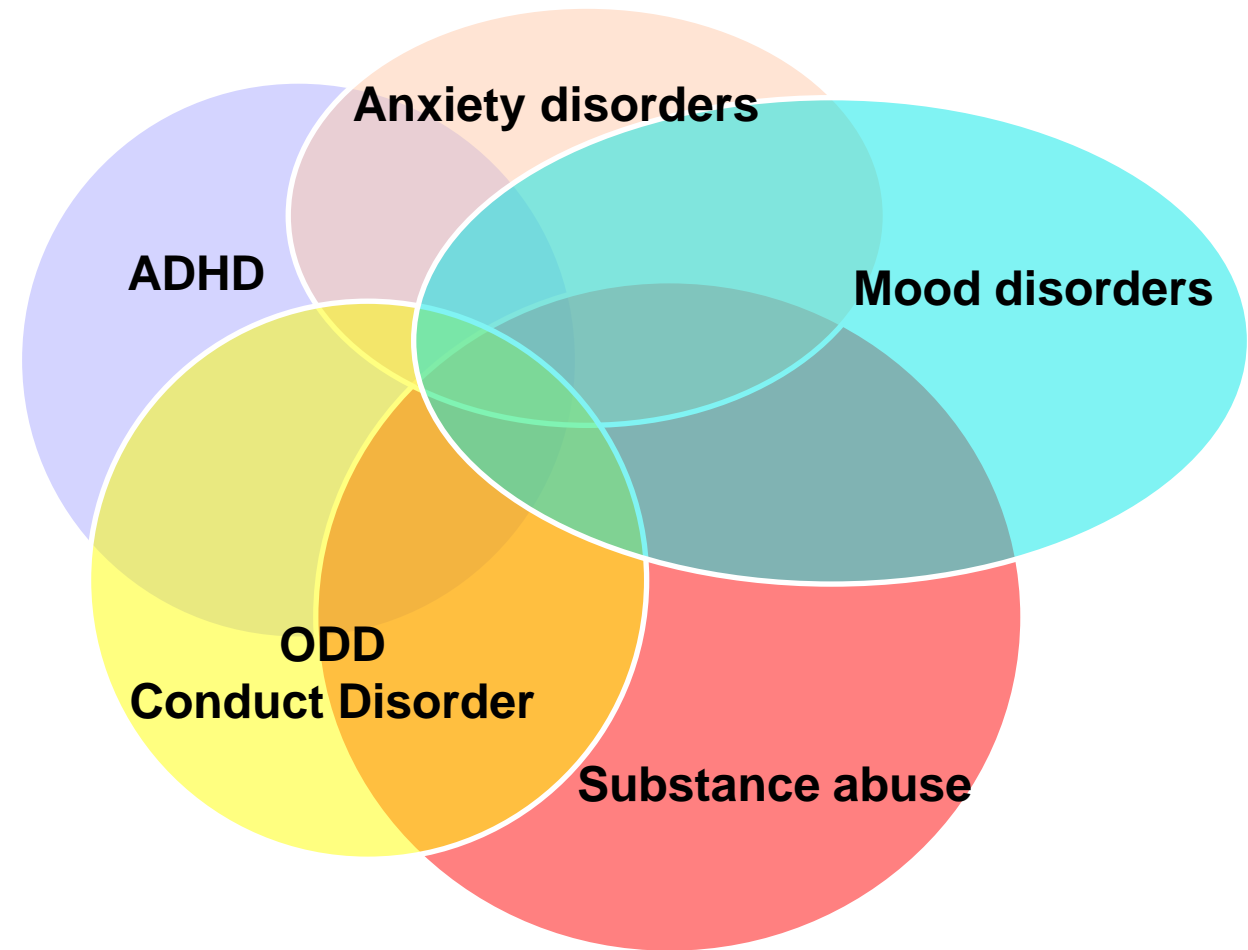 Anxiety disorders
ADHD
Mood disorders
ODD
Conduct Disorder
Substance abuse